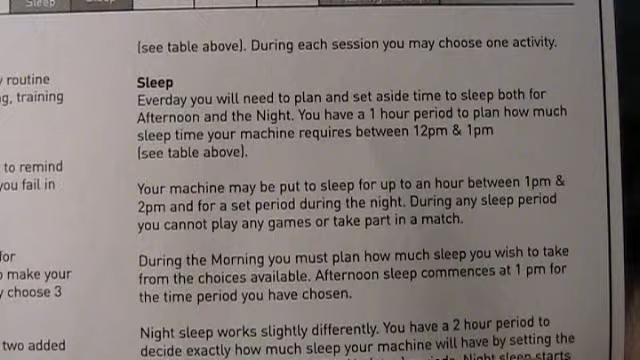 Sleep
(see table above). During each session you may choose one activity.
routine
g, training
Sleep
Everday you will need to plan and set aside time to sleep both for
Afternoon and the Night. You have a 1 hour period to plan how much
sleep time your machine requires between 12pm & 1pm
(see table above).
to remind
you fail in
Your machine may be put to sleep for up to an hour between 1pm &
2pm and for a set period during the night. During any sleep period
you cannot play any games or take part in a match.
for
make your
choose 3
During the Morning you must plan how much sleep you wish to take
from the choices available. Afternoon sleep commences at 1 pm for
the time period you have chosen.
two added
Night sleep works slightly differently. You have a 2 hour period to
decide exactly how much sleep your machine will have by setting the
Night sleep starts